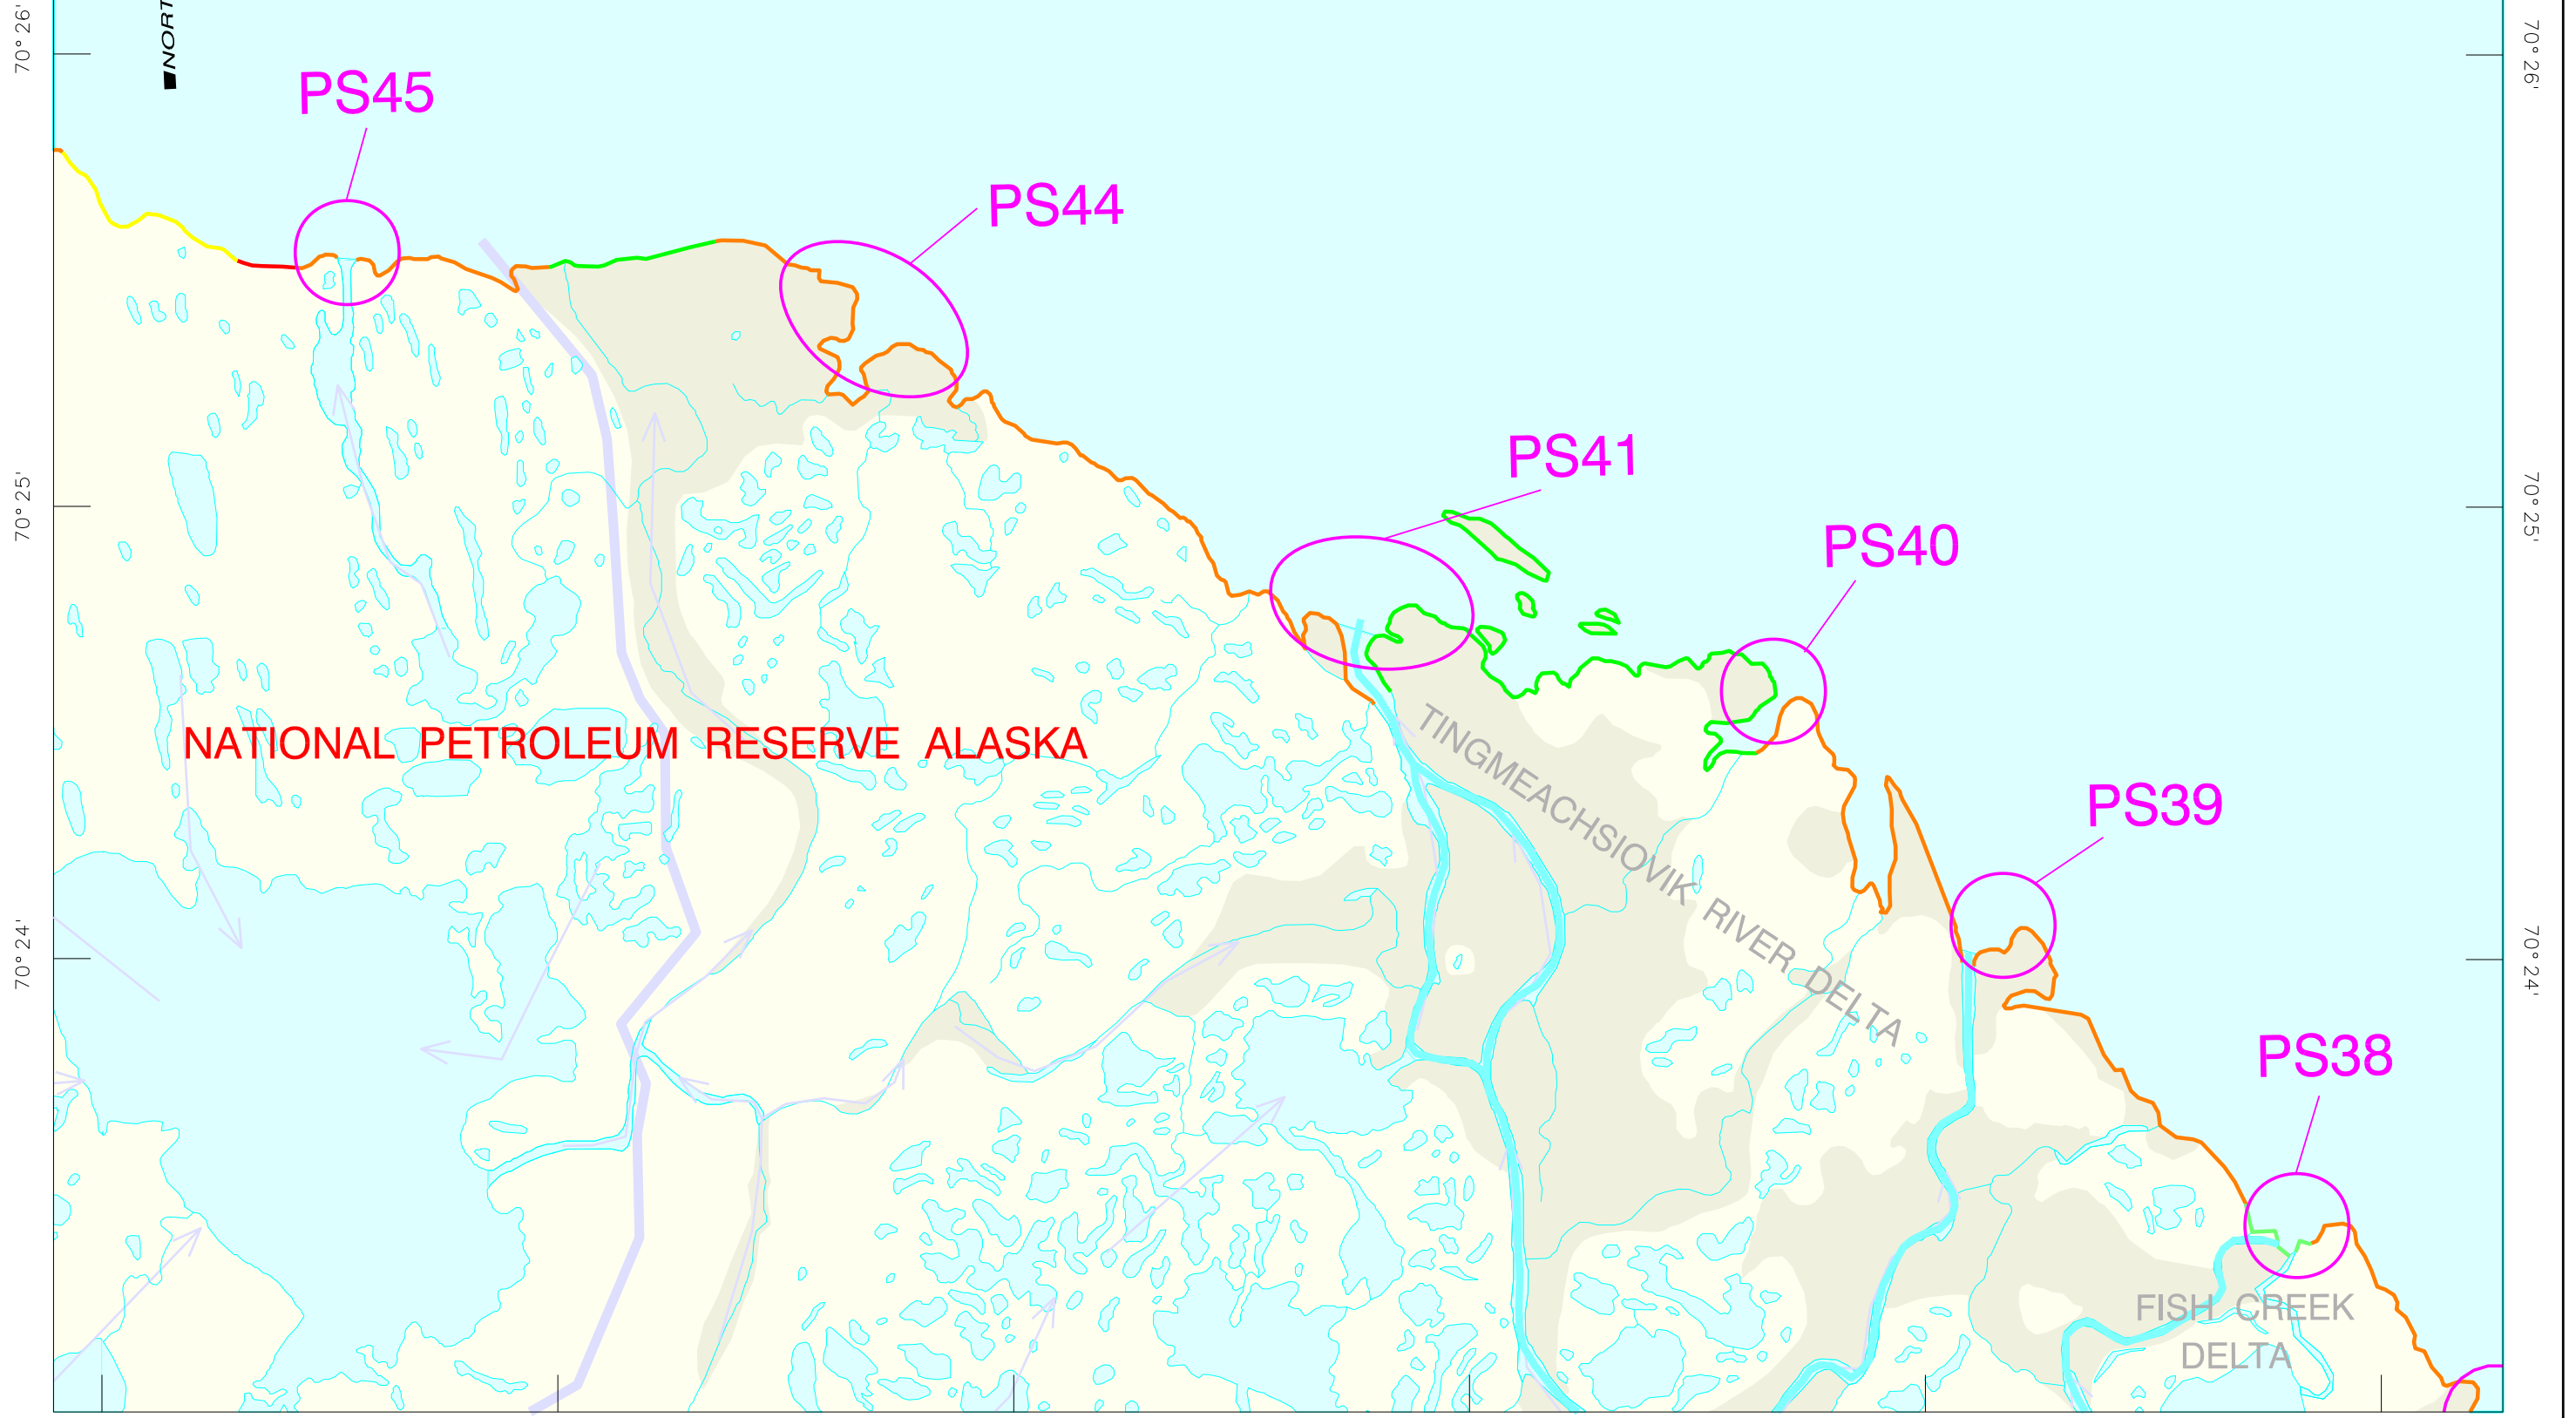 70° 26'
NORT
70° 26'
PS45
PS44
PS41
70° 25'
70° 25'
PS40
NATIONAL PETROLEUM RESERVE ALASKA
PS39
TINGMEACHSIOVIK RIVER DELTA
70° 24'
70° 24'
PS38
FISH CREEK
DELTA